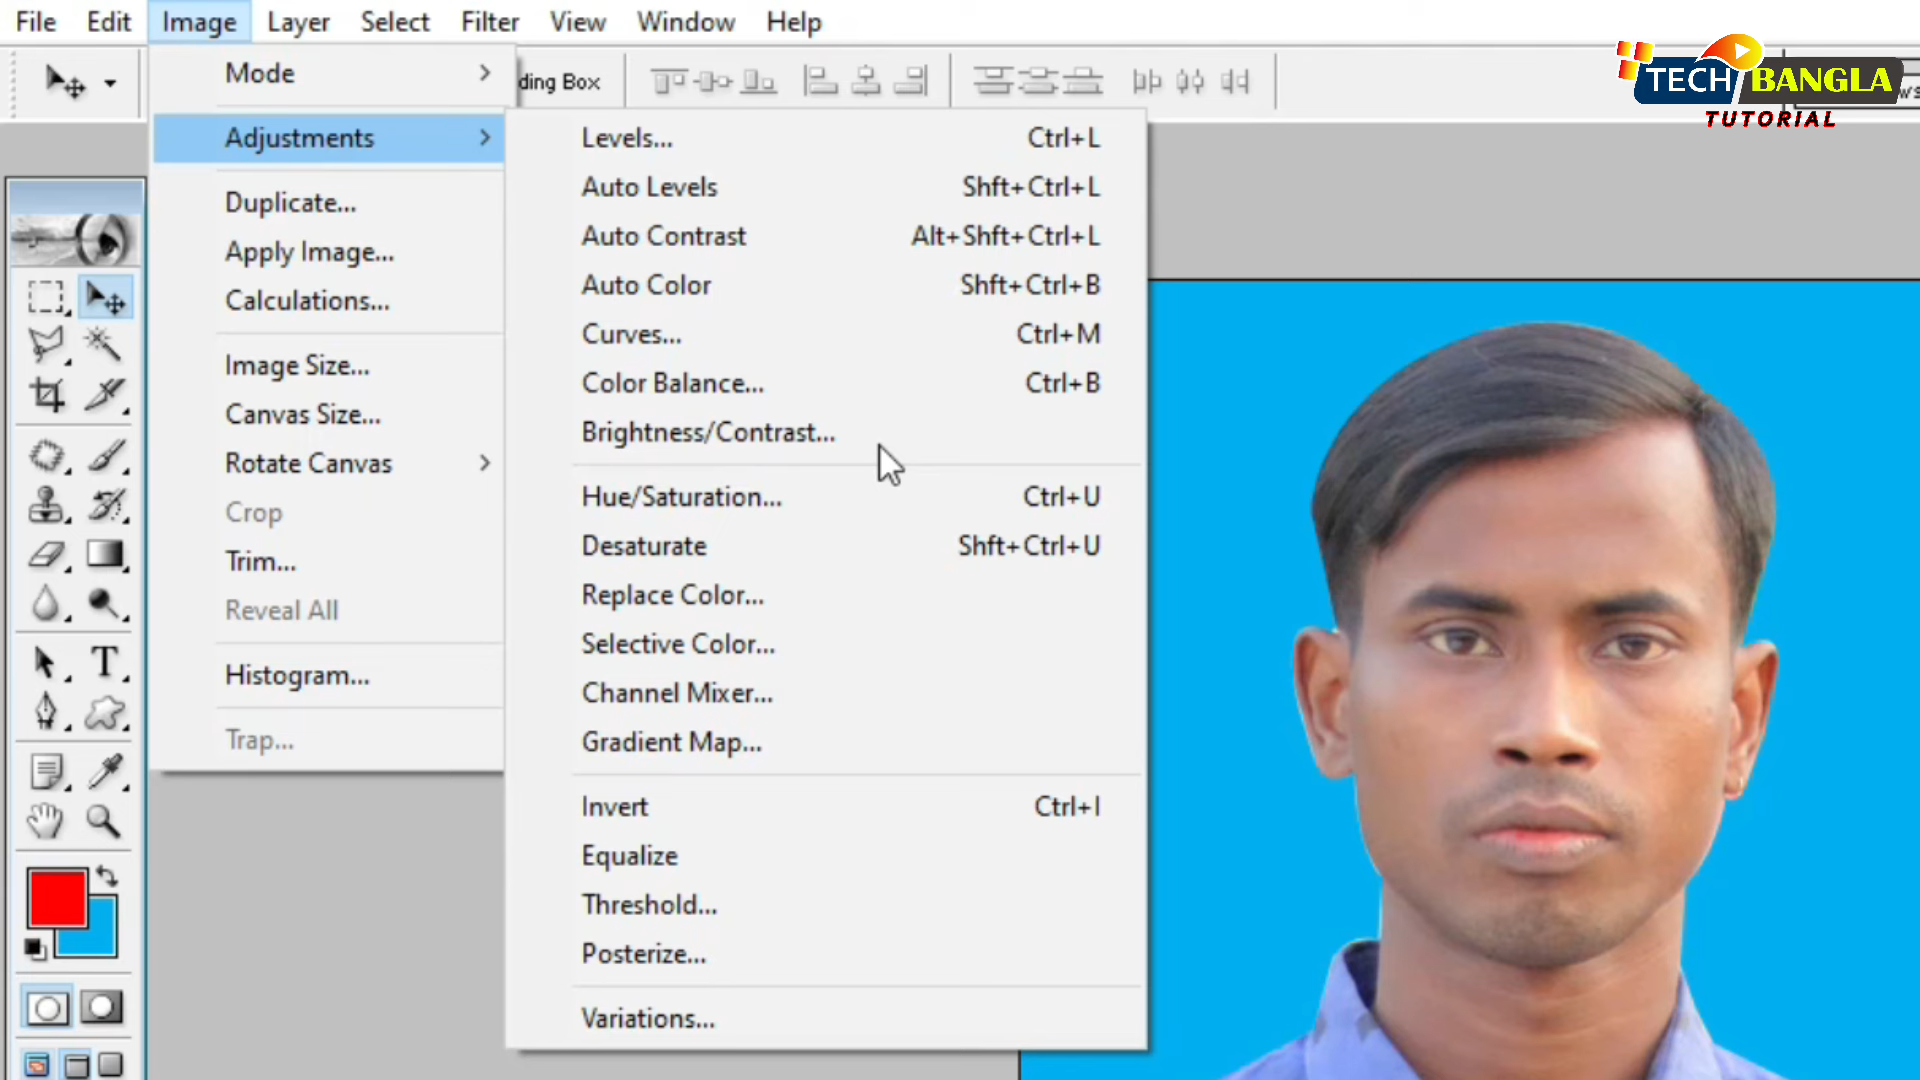 File Edit Image Layer Select Filter View Window Help
ding Box
TECH BANGLA
TUTORIAL
Mode
Adjustments
Duplicate...
Apply Image...
Calculations...
Image Size...
Canvas Size...
Rotate Canvas
Crop
Trim...
Reveal All
Histogram...
Trap...
Levels... Ctrl+L
Auto Levels Shft+Ctrl+L
Auto Contrast Alt+Shft+Ctrl+L
Auto Color Shft+Ctrl+B
Curves... Ctrl+M
Color Balance... Ctrl+B
Brightness/Contrast...
Hue/Saturation... Ctrl+U
Desaturate Shft+Ctrl+U
Replace Color...
Selective Color...
Channel Mixer...
Gradient Map...
Invert Ctrl+I
Equalize
Threshold...
Posterize...
Variations...